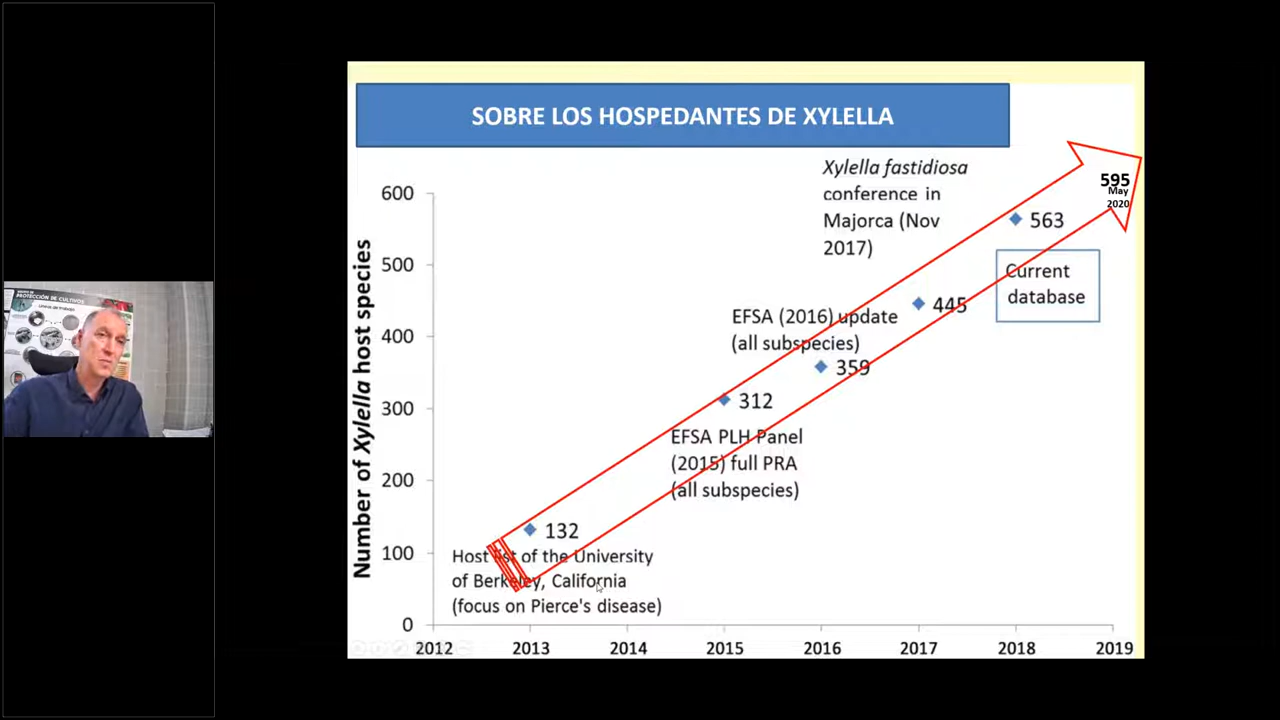 PROTECCIÓN DE CULTIVOS
SOBRE LOS HOSPEDANTES DE XYLELLA
Number of Xylella host species
600
500
400
300
200
100
0
2012
2013
2014
2015
2016
2017
2018
2019
132
Host list of the University
of Berkeley, California
(focus on Pierce's disease)
312
EFSA PLH Panel
(2015) full PRA
(all subspecies)
EFSA (2016) update
(all subspecies)
359
Xylella fastidiosa
conference in
Majorca (Nov
2017)
445
563
Current
database
595
May
2020